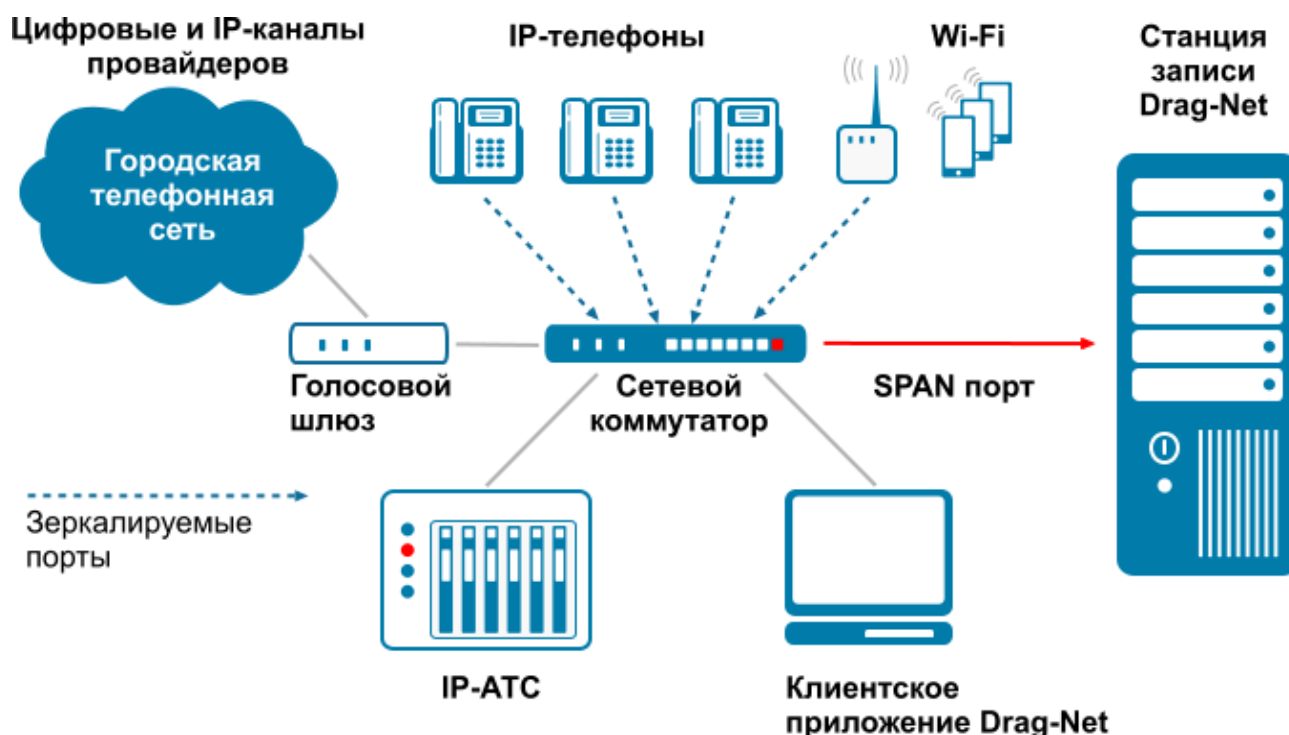 Цифровые и IP-каналы
провайдеров
IP-телефоны
Wi-Fi
Станция
записи
Drag-Net
Городская
телефонная
сеть
Голосовой
шлюз
Сетевой
коммутатор
SPAN порт
Зеркалируемые
порты
IP-АТС
Клиентское
приложение Drag-Net